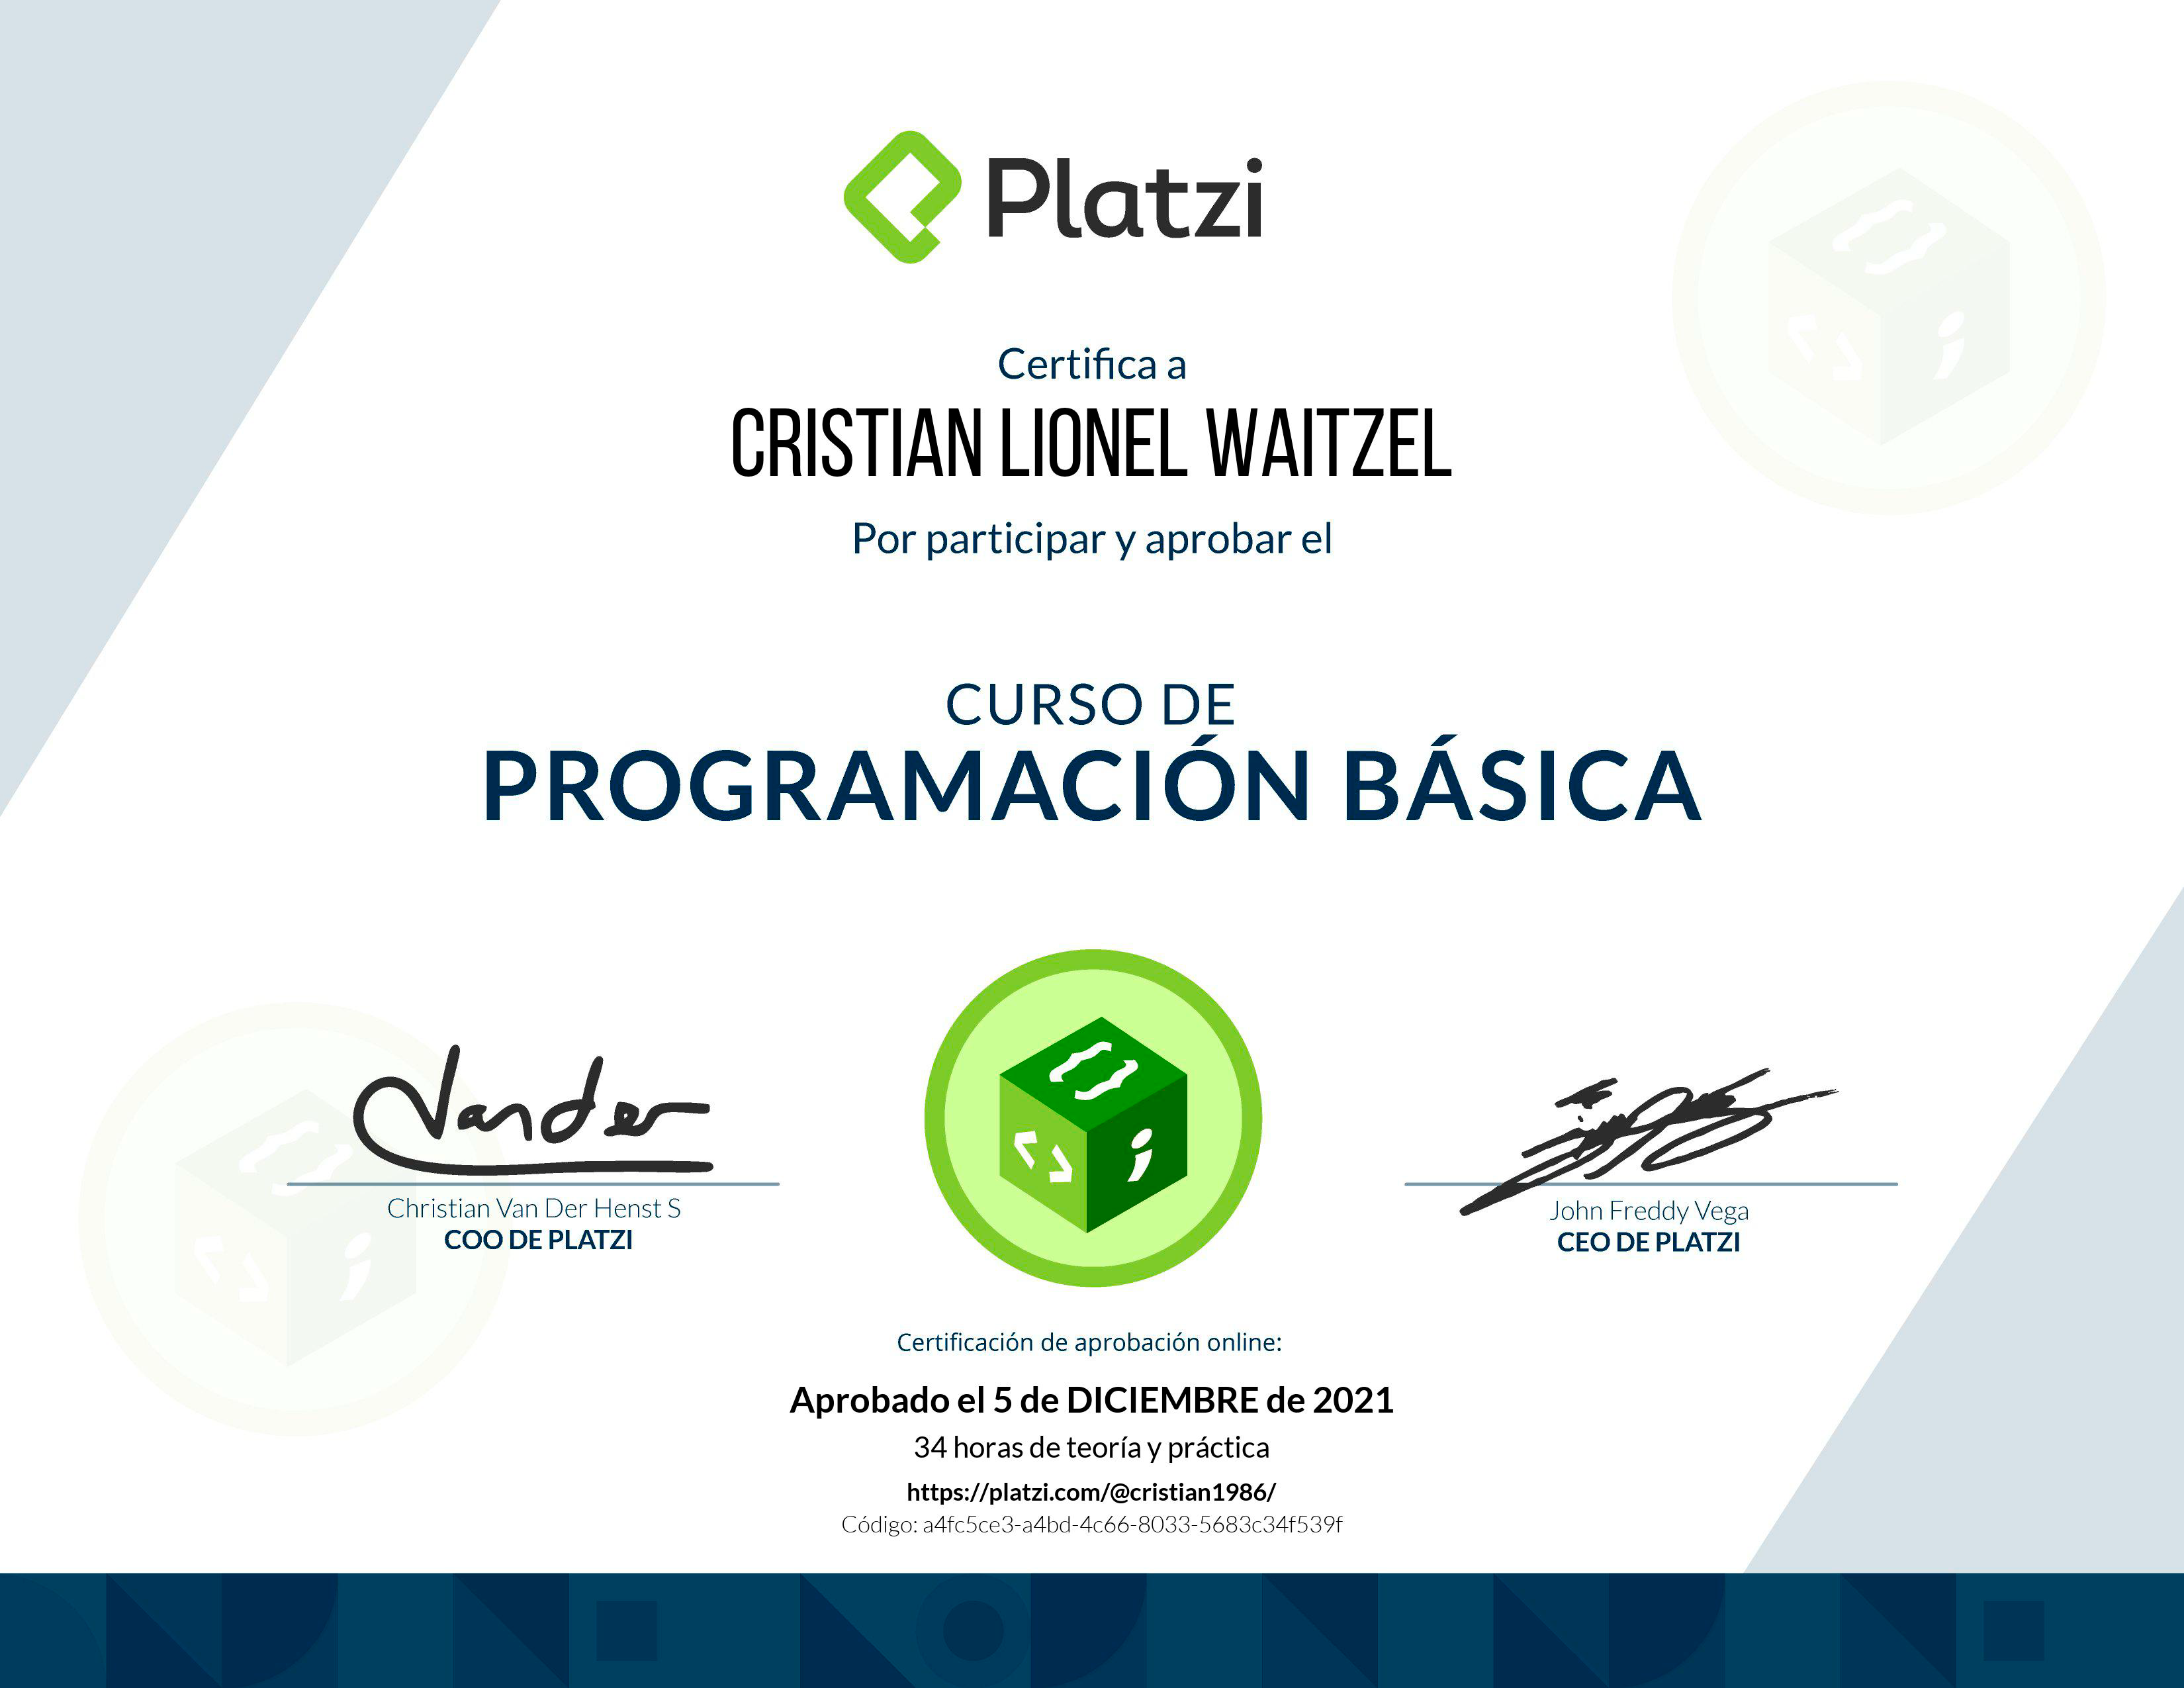 Platzi
Certifica a
CRISTIAN LIONEL WAITZEL
Por participar y aprobar el
CURSO DE
PROGRAMACIÓN BÁSICA
Vander
Christian Van Der Henst S
COO DE PLATZI
John Freddy Vega
CEO DE PLATZI
Certificación de aprobación online:
Aprobado el 5 de DICIEMBRE de 2021
34 horas de teoría y práctica
https://platzi.com/@cristian1986/
Código: a4fc5ce3-a4bd-4c66-8033-5683c34f539f